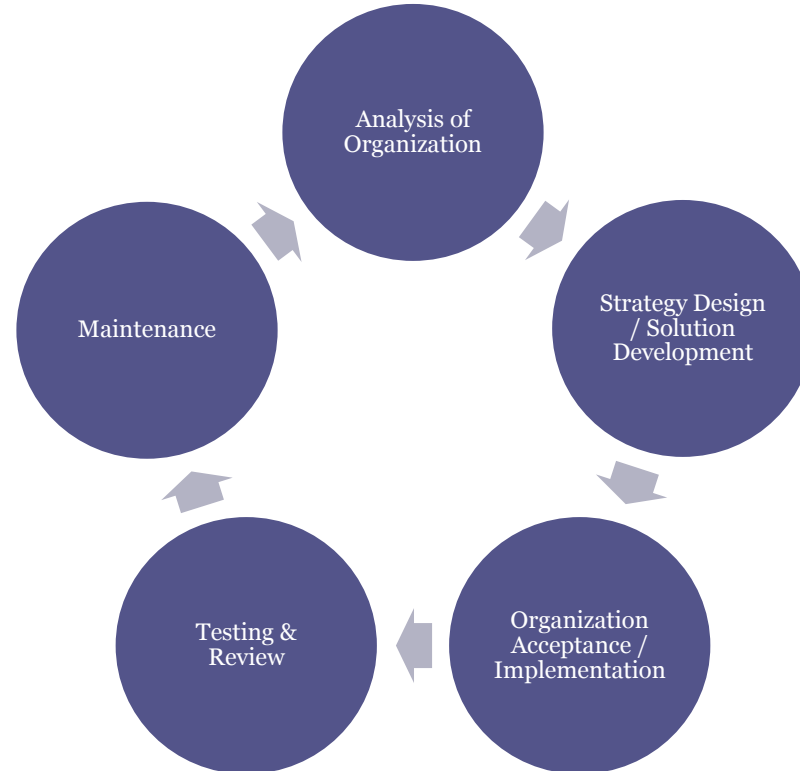 Analysis of
Organization
Strategy Design
/ Solution
Development
Organization
Acceptance /
Implementation
Testing &
Review
Maintenance